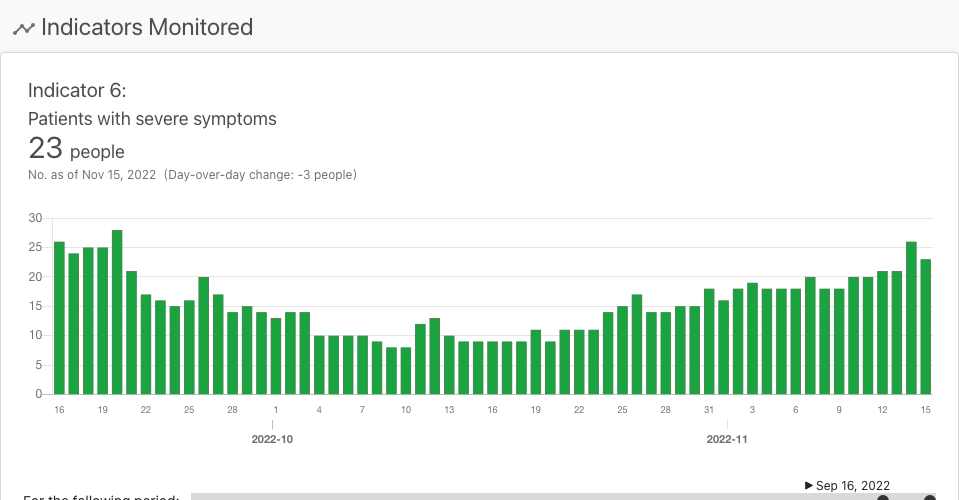 Indicators Monitored
Indicator 6:
Patients with severe symptoms
23 people
No. as of Nov 15, 2022 (Day-over-day change: -3 people)
30
25
20
15
10
5
0
16 19 22 25 28 1 4 7 10 13 16 19 22 25 28 31 3 6 9 12 15
2022-10 2022-11
▶ Sep 16, 2022
For the following period: